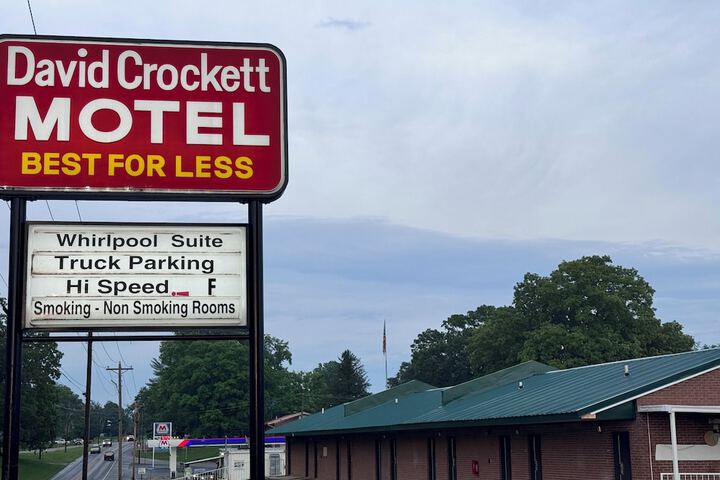 David Crockett
MOTEL
BEST FOR LESS
Whirlpool Suite
Truck Parking
Hi Speed F
Smoking - Non Smoking Rooms
M